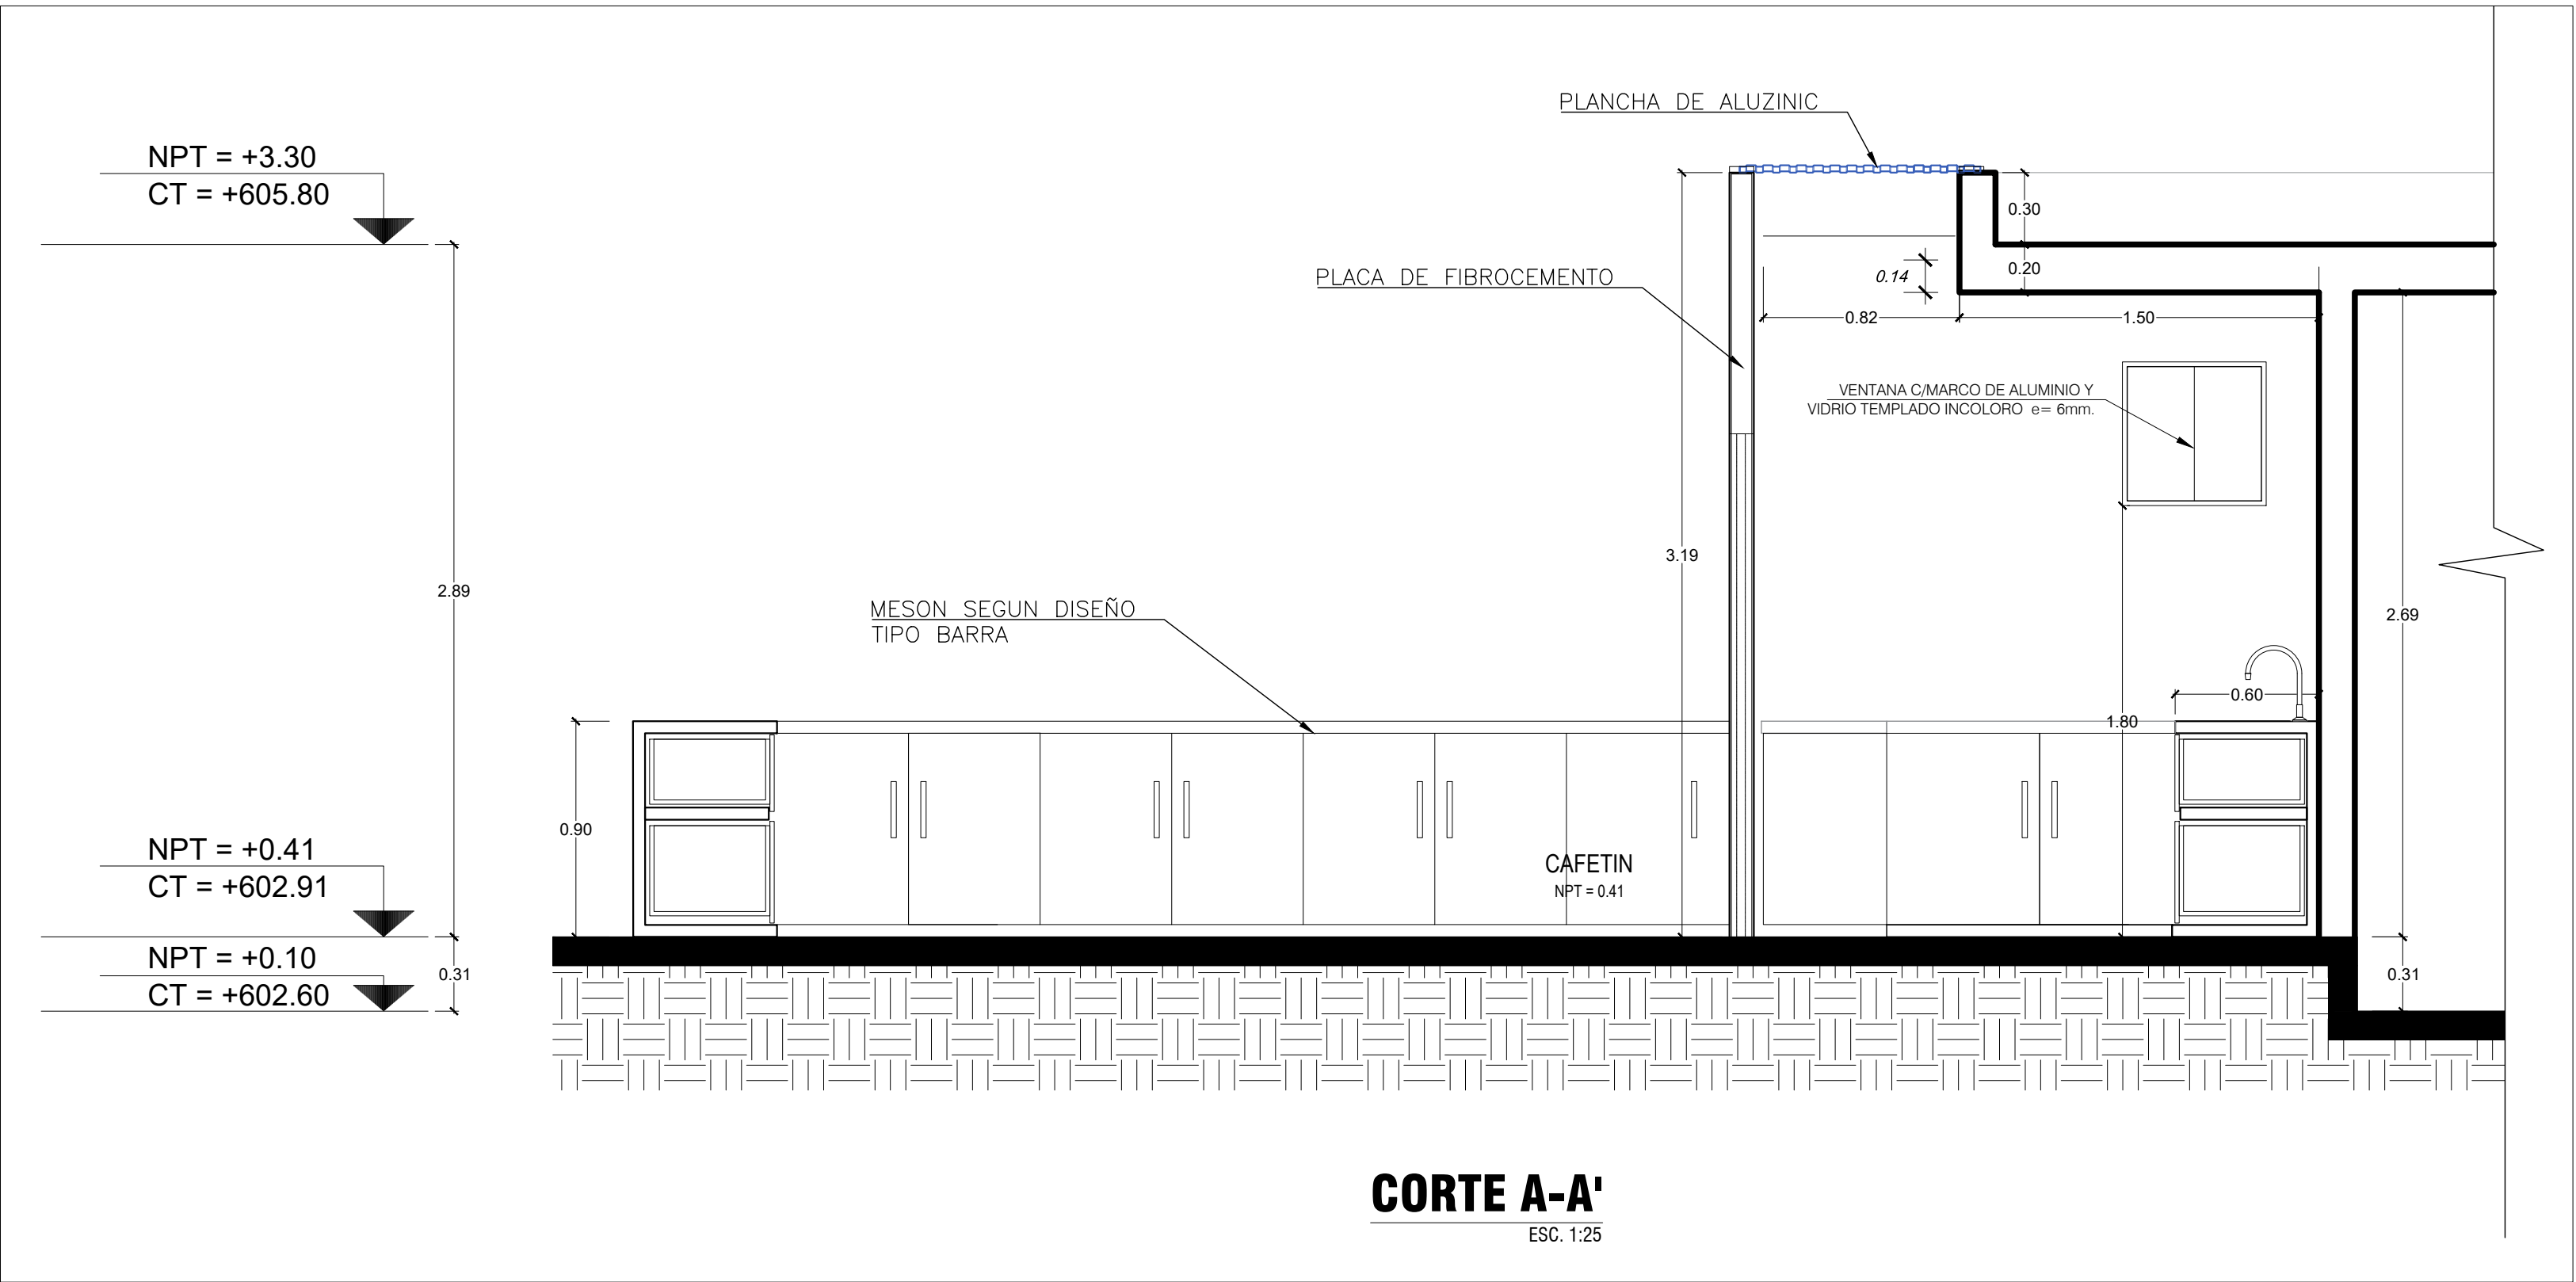 PLANCHA DE ALUZINIC
NPT = +3.30
CT = +605.80
0.30
0.20
0.14
PLACA DE FIBROCEMENTO
0.82
1.50
VENTANA C/MARCO DE ALUMINIO Y
VIDRIO TEMPLADO INCOLORO e= 6mm.
3.19
2.89
2.69
MESON SEGUN DISEÑO
TIPO BARRA
0.60
1.80
0.90
NPT = +0.41
CT = +602.91
CAFETIN
NPT = 0.41
NPT = +0.10
CT = +602.60
0.31
0.31
CORTE A-A'
ESC. 1:25